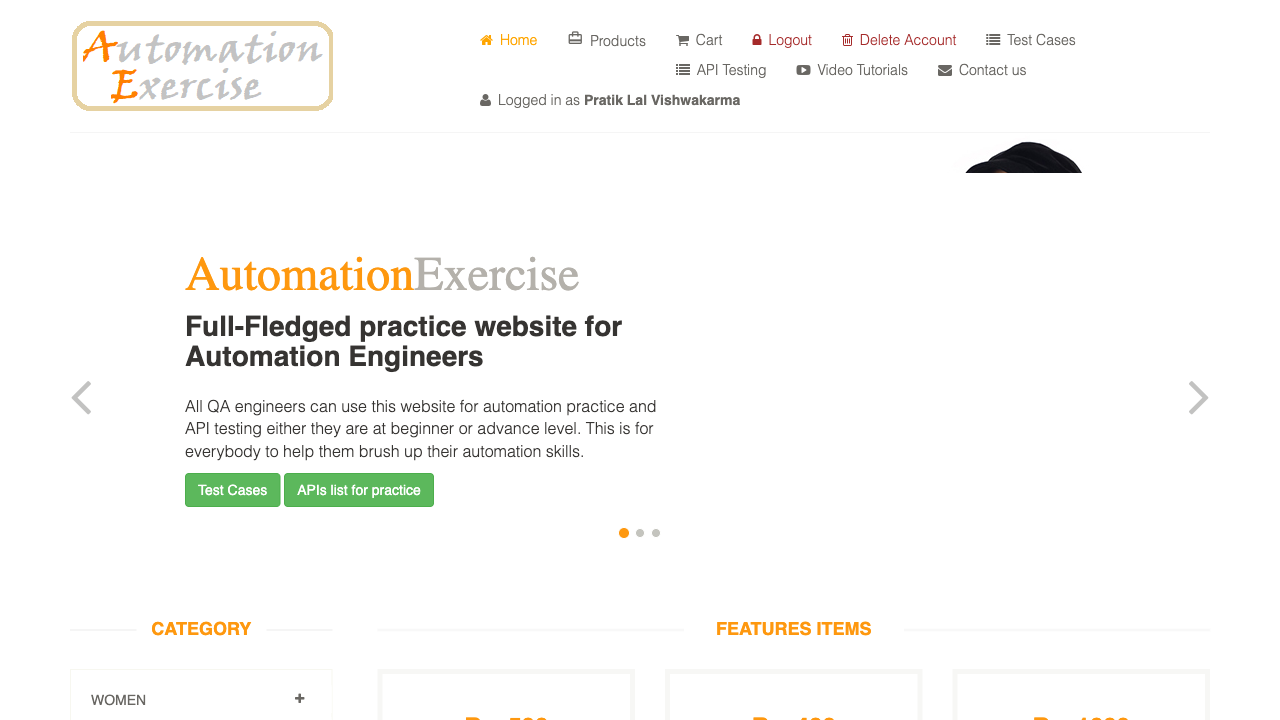 Automation
Exercise
Home Products Cart Logout Delete Account Test Cases
API Testing Video Tutorials Contact us
Logged in as Pratik Lal Vishwakarma
AutomationExercise
Full-Fledged practice website for
Automation Engineers
All QA engineers can use this website for automation practice and
API testing either they are at beginner or advance level. This is for
everybody to help them brush up their automation skills.
Test Cases APIs list for practice
CATEGORY
FEATURES ITEMS
WOMEN